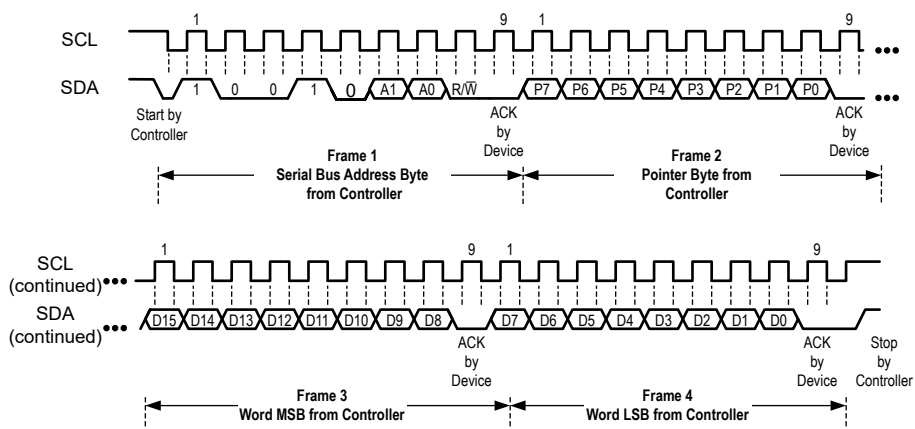 1 9 1 9
SCL
SDA
1 0 0 1 0 A1 A0 R/W̅ P7 P6 P5 P4 P3 P2 P1 P0
Start by
Controller
ACK
by
Device
ACK
by
Device
Frame 1
Serial Bus Address Byte
from Controller
Frame 2
Pointer Byte from
Controller
1 9 1 9
SCL
(continued)
SDA
(continued)
D15 D14 D13 D12 D11 D10 D9 D8 D7 D6 D5 D4 D3 D2 D1 D0
ACK
by
Device
ACK
by
Device
Stop
by
Controller
Frame 3
Word MSB from Controller
Frame 4
Word LSB from Controller